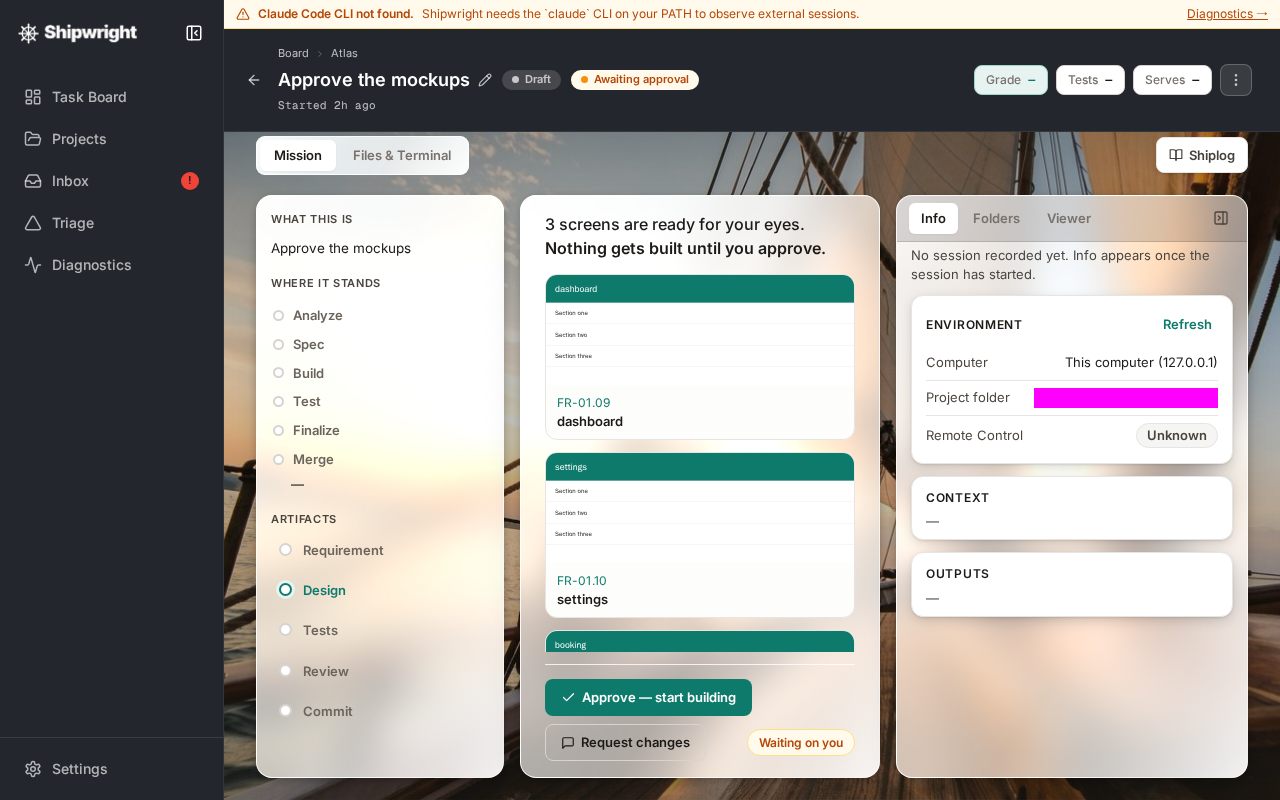 Claude Code CLI not found. Shipwright needs the `claude` CLI on your PATH to observe external sessions. Diagnostics →
Shipwright
Task Board
Projects
Inbox !
Triage
Diagnostics
Settings
Board › Atlas
Approve the mockups Draft Awaiting approval
Started 2h ago
Grade – Tests – Serves –
Mission Files & Terminal
Shiplog
WHAT THIS IS
Approve the mockups
WHERE IT STANDS
Analyze
Spec
Build
Test
Finalize
Merge
—
ARTIFACTS
Requirement
Design
Tests
Review
Commit
3 screens are ready for your eyes.
Nothing gets built until you approve.
dashboard
Section one
Section two
Section three
FR-01.09
dashboard
settings
Section one
Section two
Section three
FR-01.10
settings
booking
Approve — start building
Request changes Waiting on you
Info Folders Viewer
No session recorded yet. Info appears once the
session has started.
ENVIRONMENT Refresh
Computer This computer (127.0.0.1)
Project folder
Remote Control Unknown
CONTEXT
—
OUTPUTS
—